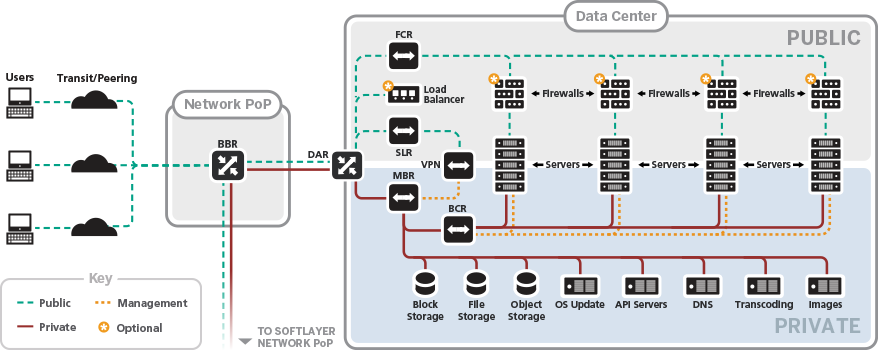 Data Center
PUBLIC
FCR
Users
Transit/Peering
Network PoP
Load
Balancer
Firewalls
Firewalls
Firewalls
BBR
DAR
SLR
VPN
Servers
Servers
Servers
MBR
BCR
Key
Public
Management
Private
Optional
TO SOFTLAYER
NETWORK PoP
Block
Storage
File
Storage
Object
Storage
OS Update
API Servers
DNS
Transcoding
Images
PRIVATE